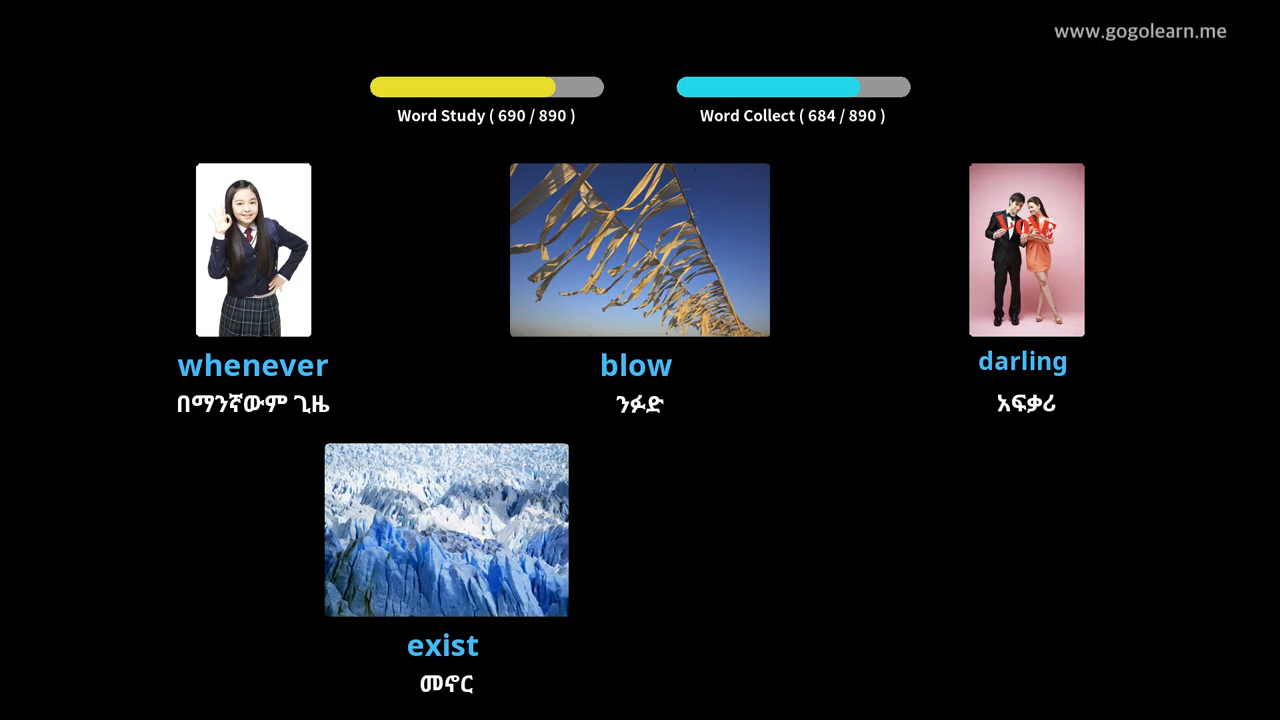 www.gogolearn.me
Word Study ( 690 / 890 )
Word Collect ( 684 / 890 )
LOVE
whenever
blow
darling
በማንኛውም ጊዜ
ንፉድ
አፍቃሪ
exist
መኖር